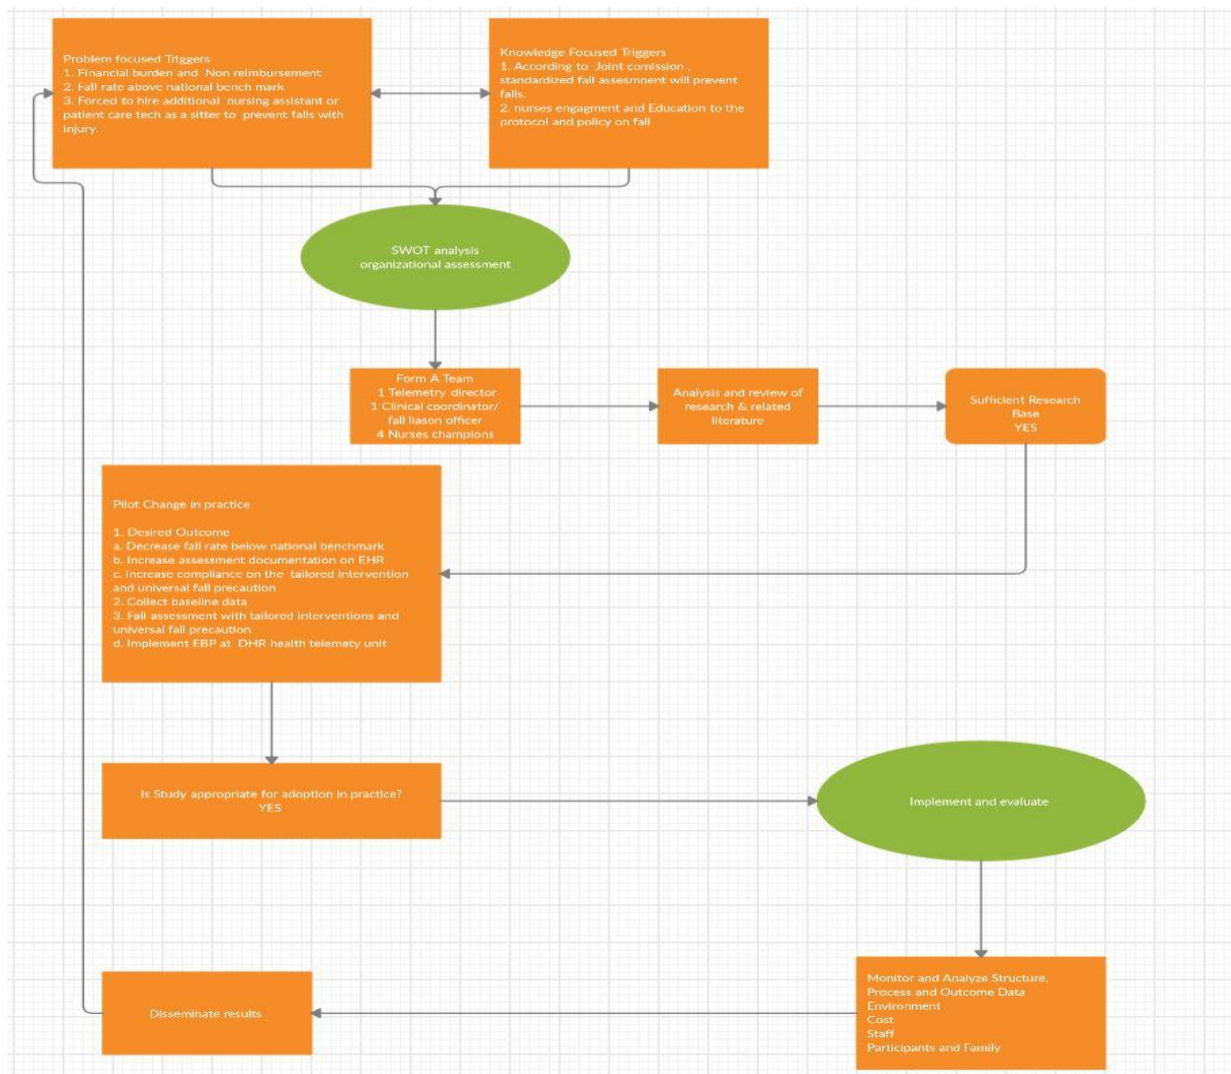 Problem focused Triggers
1. Financial burden and Non reimbursement
2. Fall rate above national bench mark
3. Forced to hire additional nursing assistant or
patient care tech as a sitter to prevent falls with
injury.
Knowledge Focused Triggers
1. According to Joint comission ,
standardized fall assesmnent will prevent
falls.
2. nurses engagment and Education to the
protocol and policy on fall
SWOT analysis
organizational assessment
Form A Team
1 Telemetry director
1 Clinical coordinator/
fall liason officer
4 Nurses champions
Analysis and review of
research & related
literature
Sufficient Research
Base
YES
Pilot Change in practice
1. Desired Outcome
a. Decrease fall rate below national benchmark
b. Increase assessment documentation on EHR
c. increase compliance on the tailored intervention
and universal fall precaution
2. Collect baseline data
3. Fall assessment with tailored interventions and
universal fall precaution
d. Implement EBP at DHR health telemety unit
Is Study appropriate for adoption in practice?
YES
Implement and evaluate
Monitor and Analyze Structure,
Process and Outcome Data
Environment
Cost
Staff
Participants and Family
Disseminate results